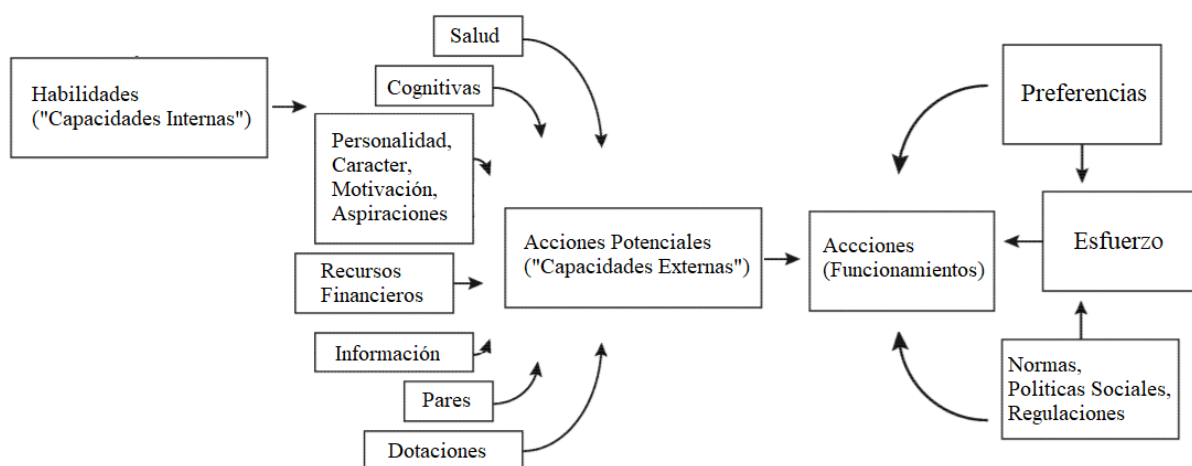 Salud
Habilidades
("Capacidades Internas")
Cognitivas
Personalidad,
Caracter,
Motivación,
Aspiraciones
Recursos
Financieros
Información
Pares
Dotaciones
Acciones Potenciales
("Capacidades Externas")
Accciones
(Funcionamientos)
Preferencias
Esfuerzo
Normas,
Politicas Sociales,
Regulaciones